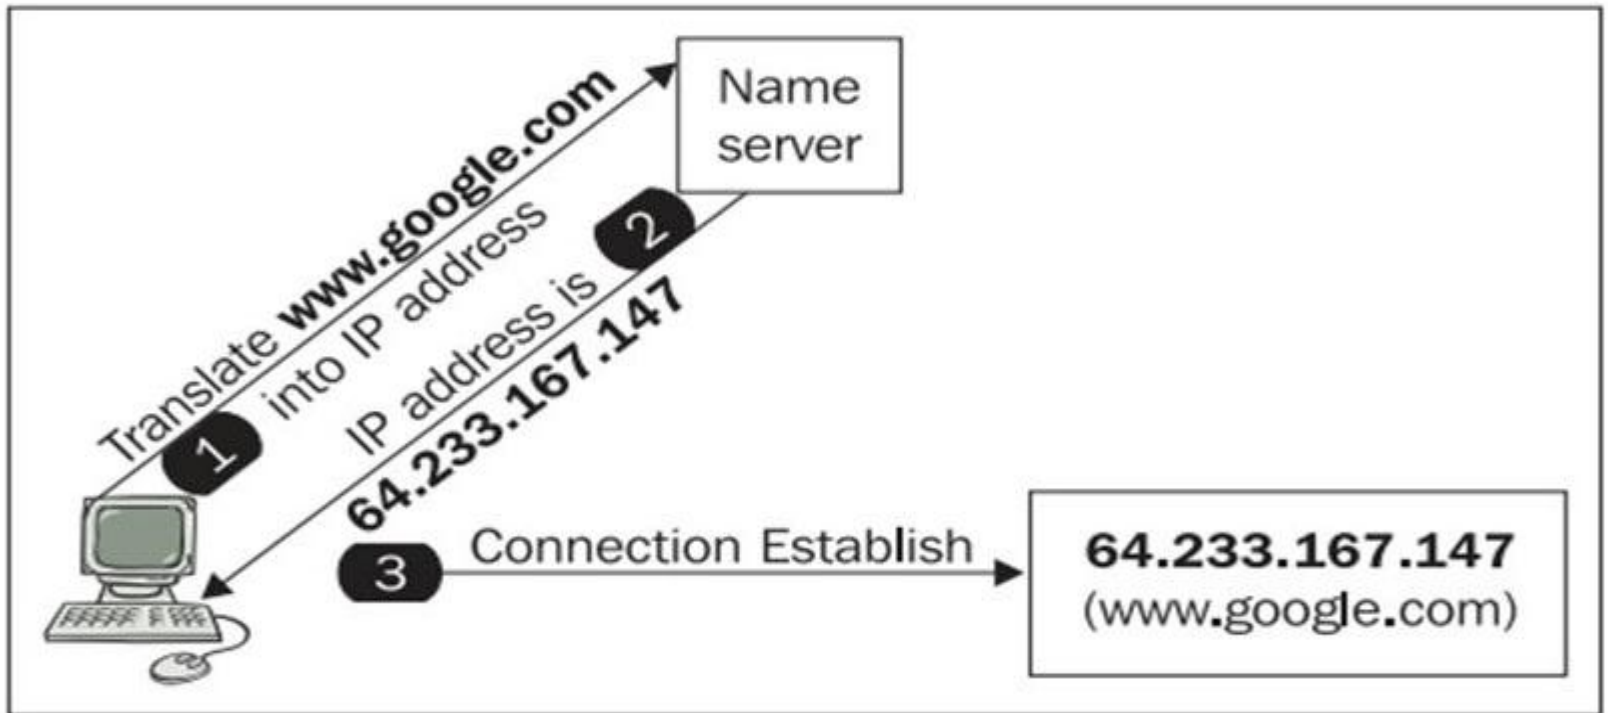 Name
server
Translate www.google.com
1 into IP address
2
IP address is
64.233.167.147
3 Connection Establish
64.233.167.147
(www.google.com)